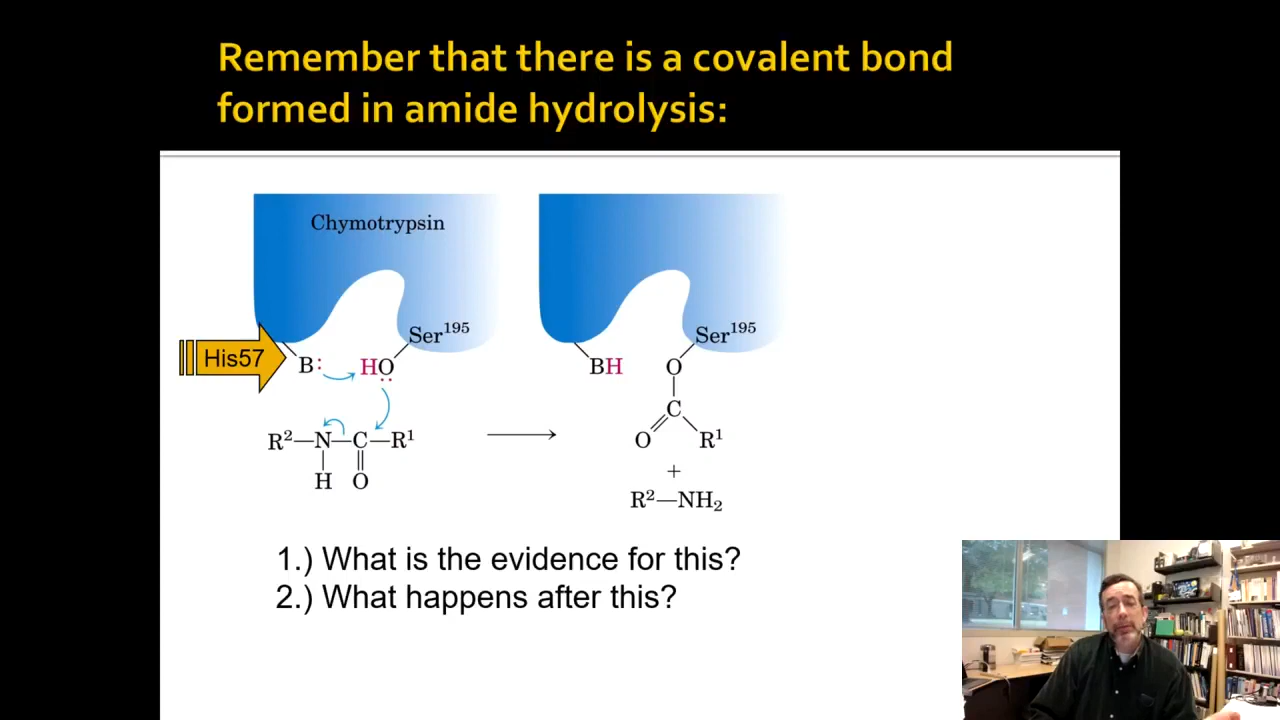 Remember that there is a covalent bond
formed in amide hydrolysis:
Chymotrypsin
Ser¹⁹⁵
Ser¹⁹⁵
His57
B:
HO
BH
O
R²—N—C—R¹
C
H O
O
R¹
+
R²—NH₂
1.) What is the evidence for this?
2.) What happens after this?